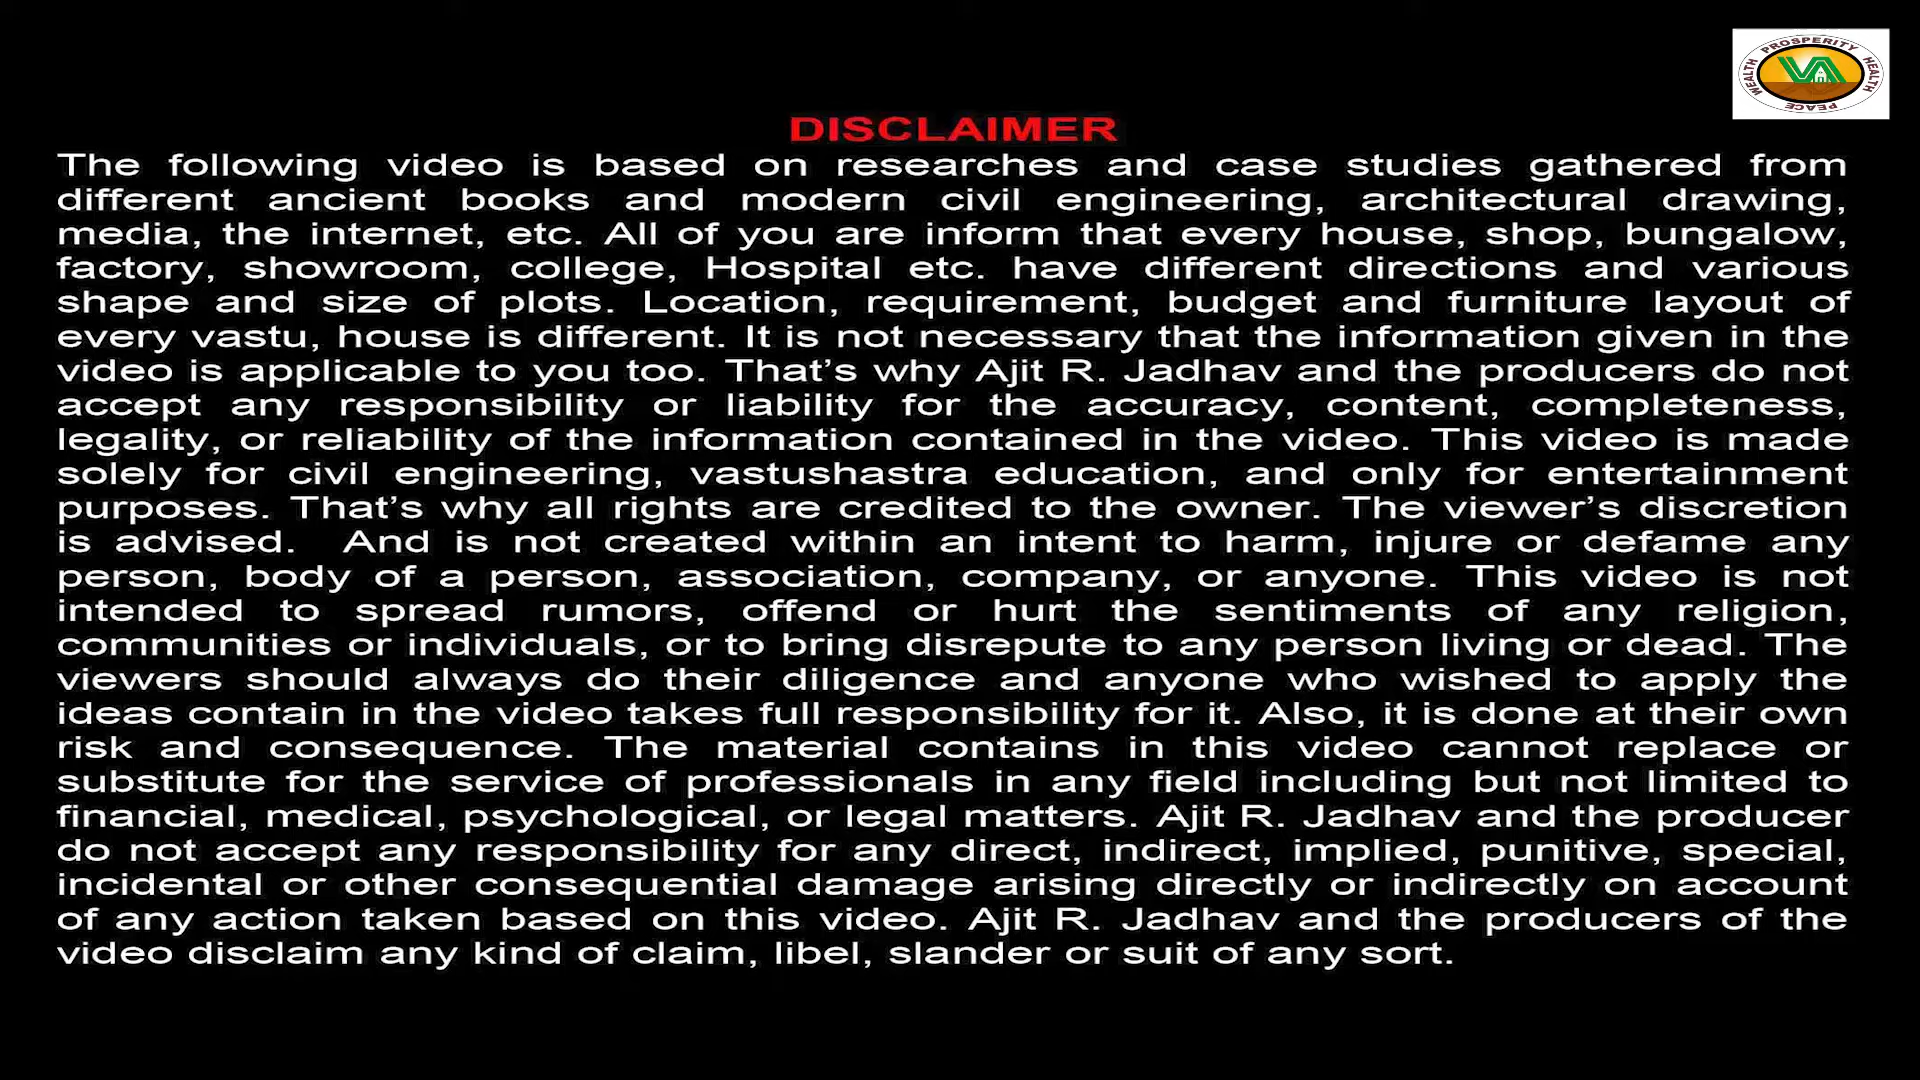 PROSPERITY
WEALTH
HEALTH
PEACE
VA
DISCLAIMER
The following video is based on researches and case studies gathered from
different ancient books and modern civil engineering, architectural drawing,
media, the internet, etc. All of you are inform that every house, shop, bungalow,
factory, showroom, college, Hospital etc. have different directions and various
shape and size of plots. Location, requirement, budget and furniture layout of
every vastu, house is different. It is not necessary that the information given in the
video is applicable to you too. That’s why Ajit R. Jadhav and the producers do not
accept any responsibility or liability for the accuracy, content, completeness,
legality, or reliability of the information contained in the video. This video is made
solely for civil engineering, vastushastra education, and only for entertainment
purposes. That’s why all rights are credited to the owner. The viewer’s discretion
is advised. And is not created within an intent to harm, injure or defame any
person, body of a person, association, company, or anyone. This video is not
intended to spread rumors, offend or hurt the sentiments of any religion,
communities or individuals, or to bring disrepute to any person living or dead. The
viewers should always do their diligence and anyone who wished to apply the
ideas contain in the video takes full responsibility for it. Also, it is done at their own
risk and consequence. The material contains in this video cannot replace or
substitute for the service of professionals in any field including but not limited to
financial, medical, psychological, or legal matters. Ajit R. Jadhav and the producer
do not accept any responsibility for any direct, indirect, implied, punitive, special,
incidental or other consequential damage arising directly or indirectly on account
of any action taken based on this video. Ajit R. Jadhav and the producers of the
video disclaim any kind of claim, libel, slander or suit of any sort.